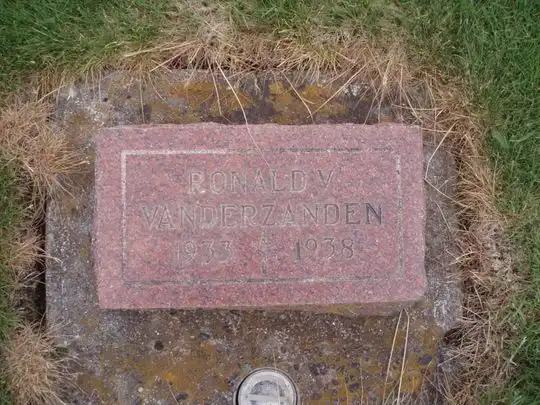 RONALD V.
VANDERZANDEN
1933 ✝ 1938